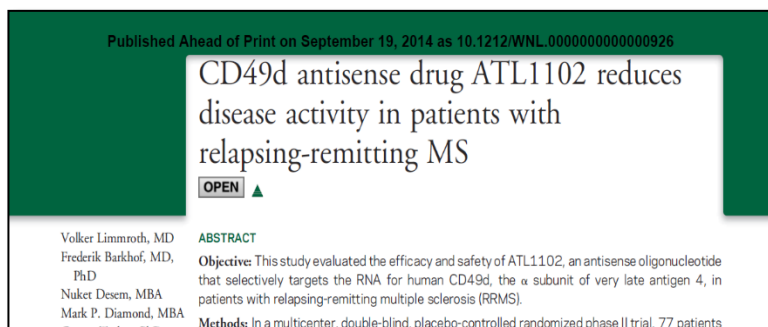 Published Ahead of Print on September 19, 2014 as 10.1212/WNL.0000000000000926
CD49d antisense drug ATL1102 reduces
disease activity in patients with
relapsing-remitting MS
OPEN
Volker Limmroth, MD
Frederik Barkhof, MD,
PhD
Nuket Desem, MBA
Mark P. Diamond, MBA
ABSTRACT
Objective: This study evaluated the efficacy and safety of ATL1102, an antisense oligonucleotide
that selectively targets the RNA for human CD49d, the α subunit of very late antigen 4, in
patients with relapsing-remitting multiple sclerosis (RRMS).
Methods: In a multicenter, double-blind, placebo-controlled randomized phase II trial, 77 patients